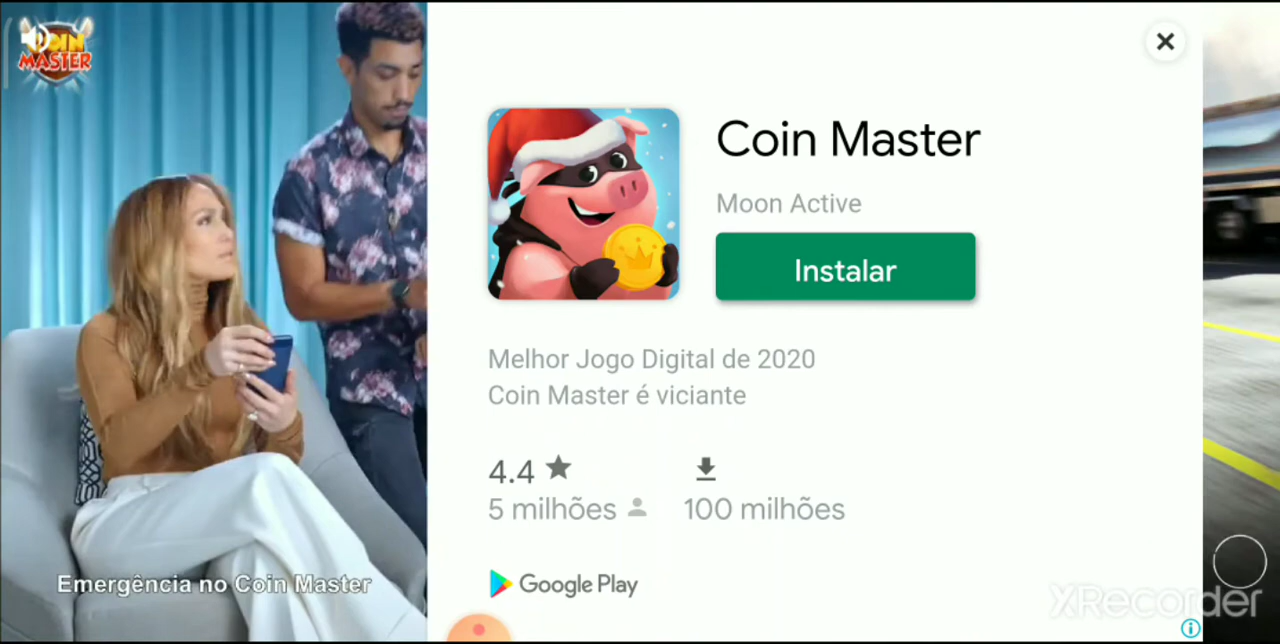 COIN
MASTER
Emergência no Coin Master
Coin Master
Moon Active
Instalar
Melhor Jogo Digital de 2020
Coin Master é viciante
4.4
5 milhões
100 milhões
Google Play
XRecorder